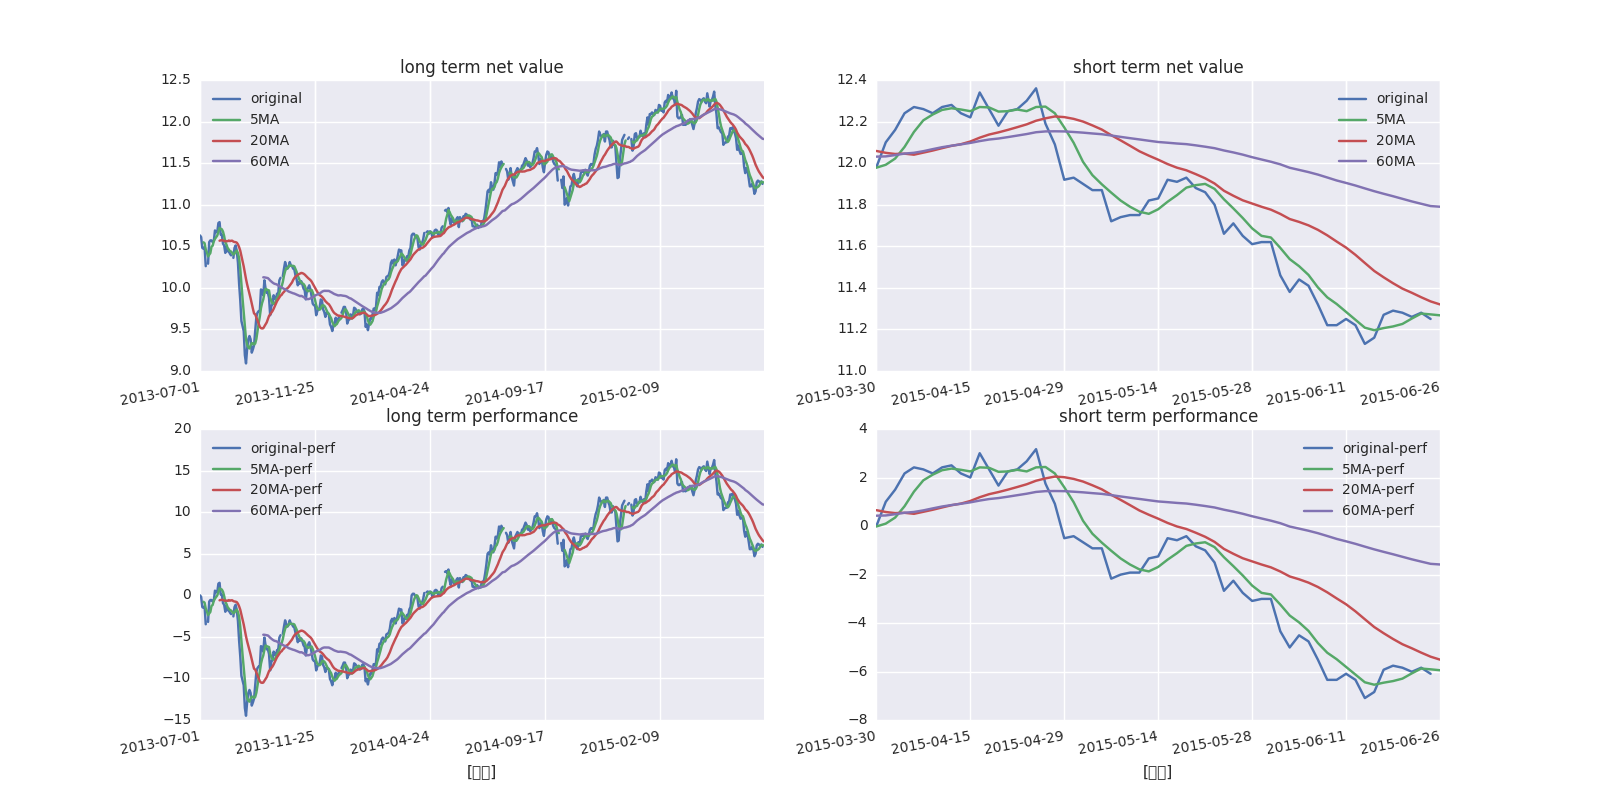 long term net value
12.5
12.0
11.5
11.0
10.5
10.0
9.5
9.0
original
5MA
20MA
60MA
2013-07-01
2013-11-25
2014-04-24
2014-09-17
2015-02-09
short term net value
12.4
12.2
12.0
11.8
11.6
11.4
11.2
11.0
original
5MA
20MA
60MA
2015-03-30
2015-04-15
2015-04-29
2015-05-14
2015-05-28
2015-06-11
2015-06-26
long term performance
20
15
10
5
0
−5
−10
−15
original-perf
5MA-perf
20MA-perf
60MA-perf
2013-07-01
2013-11-25
2014-04-24
2014-09-17
2015-02-09
short term performance
4
2
0
−2
−4
−6
−8
original-perf
5MA-perf
20MA-perf
60MA-perf
2015-03-30
2015-04-15
2015-04-29
2015-05-14
2015-05-28
2015-06-11
2015-06-26